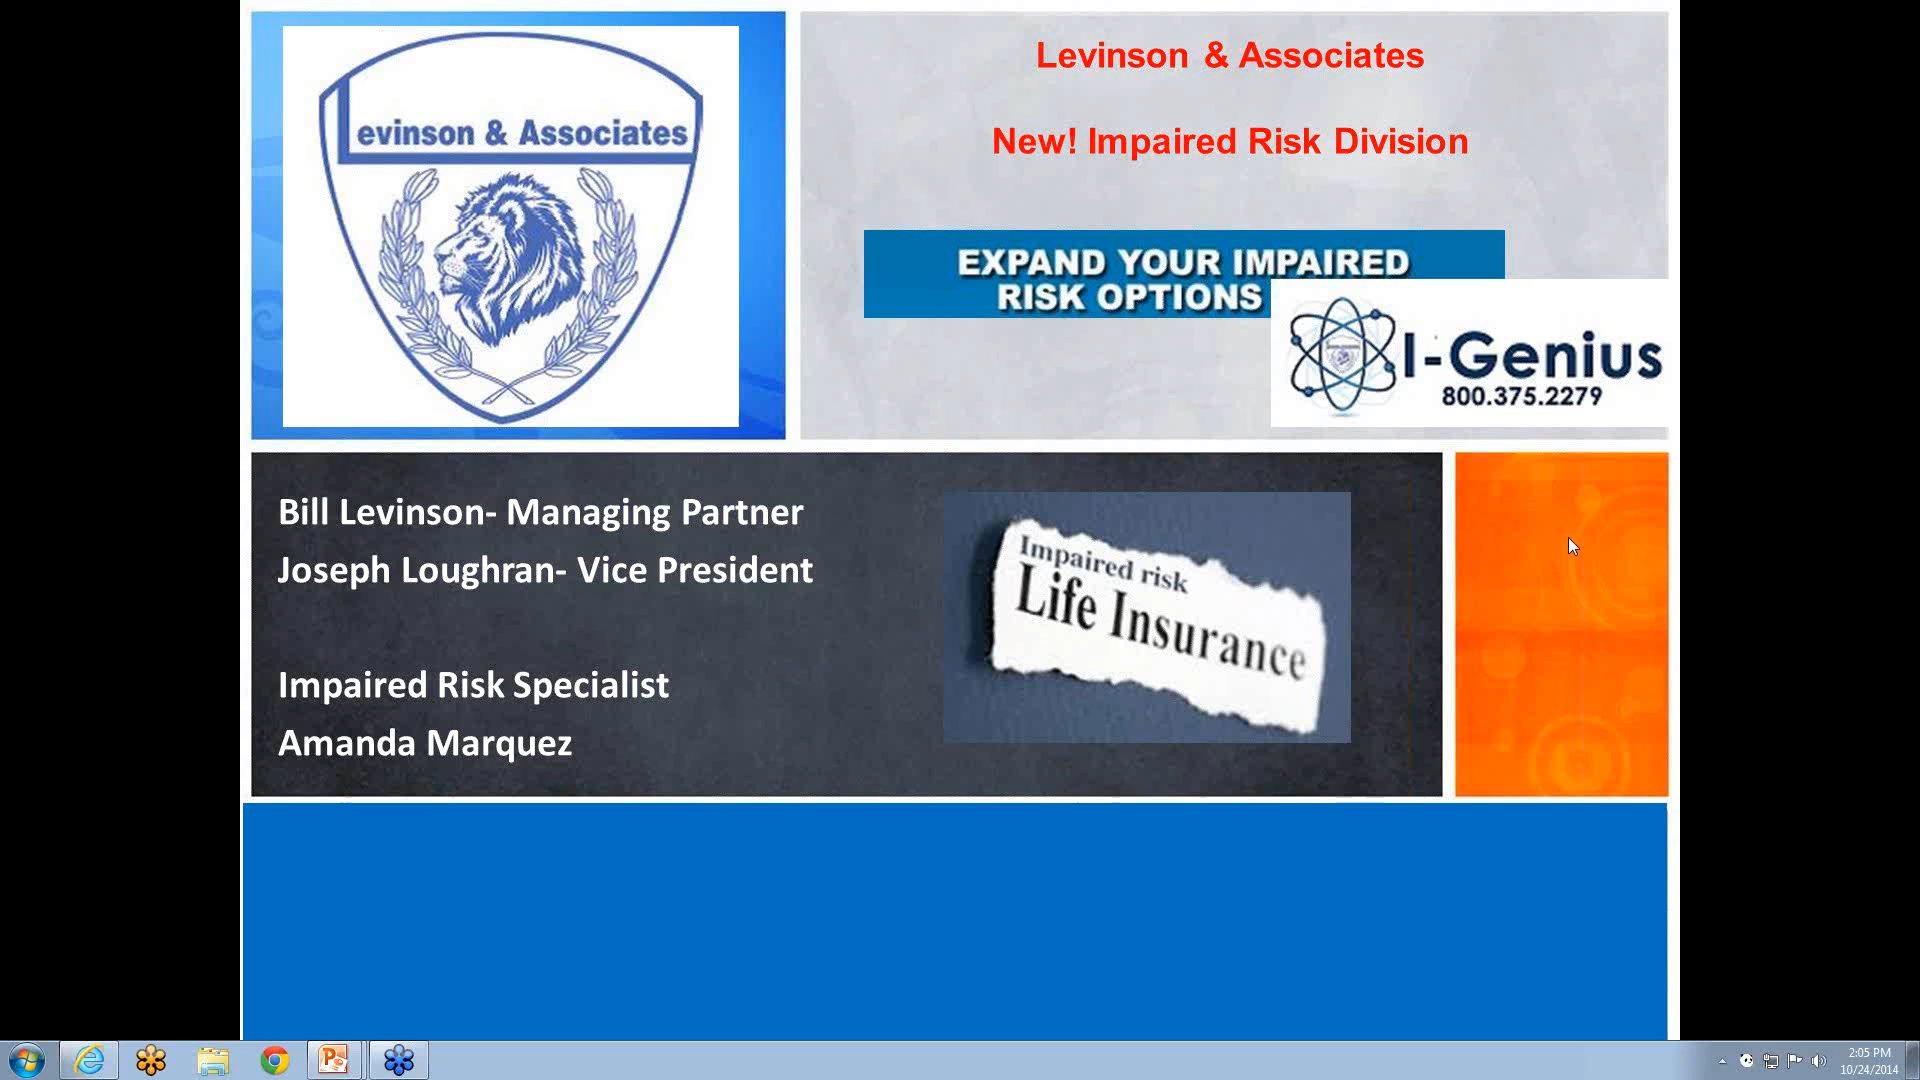 Levinson & Associates
Levinson & Associates
New! Impaired Risk Division
EXPAND YOUR IMPAIRED
RISK OPTIONS
I-Genius
800.375.2279
Bill Levinson- Managing Partner
Joseph Loughran- Vice President
Impaired Risk Specialist
Amanda Marquez
Impaired risk
Life Insurance
2:05 PM
10/24/2014